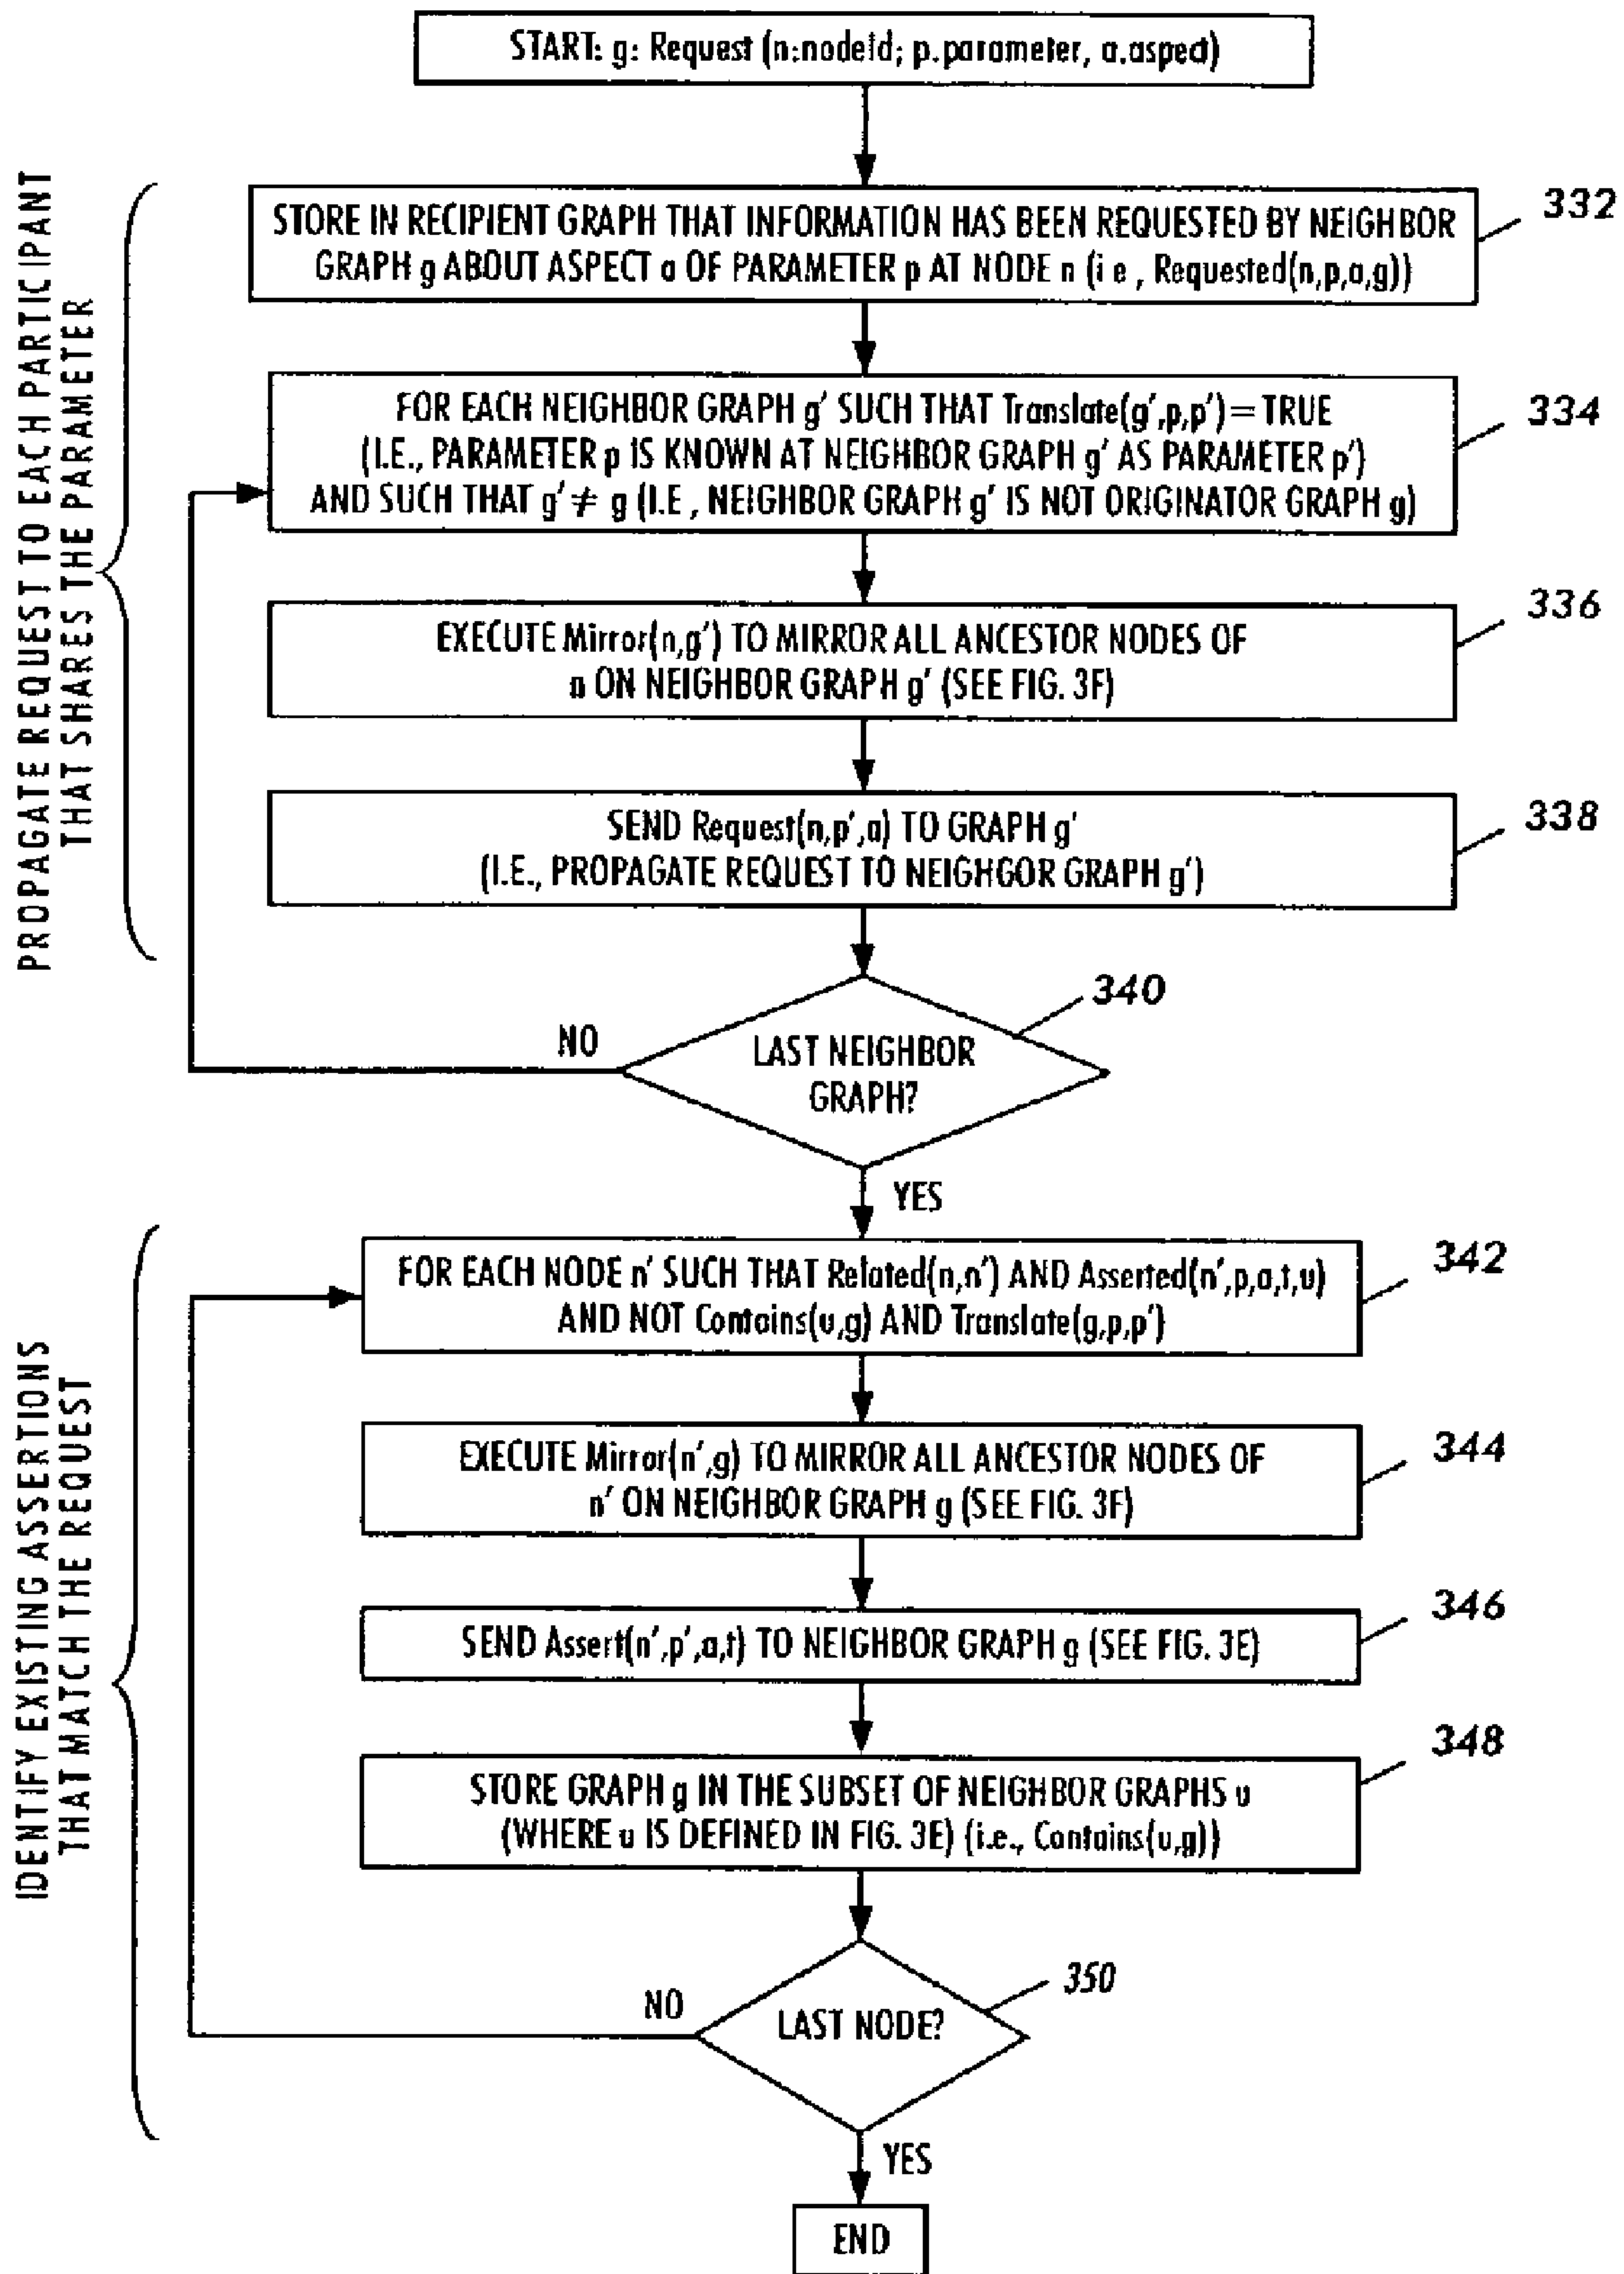 START: g: Request (n:nodeId; p.parameter, a.aspect)
PROPAGATE REQUEST TO EACH PARTICIPANT
THAT SHARES THE PARAMETER
STORE IN RECIPIENT GRAPH THAT INFORMATION HAS BEEN REQUESTED BY NEIGHBOR
GRAPH g ABOUT ASPECT a OF PARAMETER p AT NODE n (i e , Requested(n,p,a,g))
332
FOR EACH NEIGHBOR GRAPH g' SUCH THAT Translate(g',p,p') = TRUE
(I.E., PARAMETER p IS KNOWN AT NEIGHBOR GRAPH g' AS PARAMETER p')
AND SUCH THAT g' ≠ g (I.E , NEIGHBOR GRAPH g' IS NOT ORIGINATOR GRAPH g)
334
EXECUTE Mirror(n,g') TO MIRROR ALL ANCESTOR NODES OF
n ON NEIGHBOR GRAPH g' (SEE FIG. 3F)
336
SEND Request(n,p',a) TO GRAPH g'
(I.E., PROPAGATE REQUEST TO NEIGHGOR GRAPH g')
338
LAST NEIGHBOR
GRAPH?
340
NO
YES
IDENTIFY EXISTING ASSERTIONS
THAT MATCH THE REQUEST
FOR EACH NODE n' SUCH THAT Related(n,n') AND Asserted(n',p,a,t,u)
AND NOT Contains(u,g) AND Translate(g,p,p')
342
EXECUTE Mirror(n',g) TO MIRROR ALL ANCESTOR NODES OF
n' ON NEIGHBOR GRAPH g (SEE FIG. 3F)
344
SEND Assert(n',p',a,t) TO NEIGHBOR GRAPH g (SEE FIG. 3E)
346
STORE GRAPH g IN THE SUBSET OF NEIGHBOR GRAPHS u
(WHERE u IS DEFINED IN FIG. 3E) (i.e., Contains(u,g))
348
LAST NODE?
350
NO
YES
END